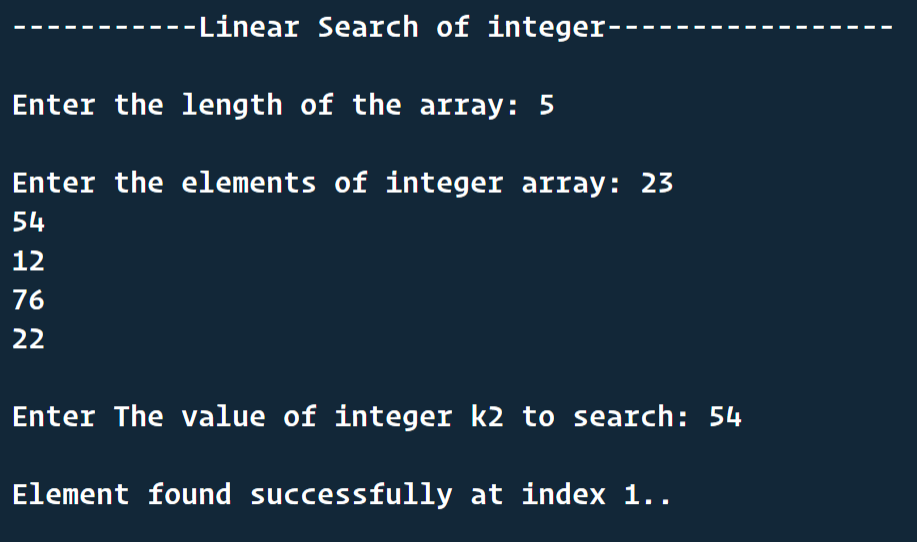 -----------Linear Search of integer-----------------
Enter the length of the array: 5
Enter the elements of integer array: 23
54
12
76
22
Enter The value of integer k2 to search: 54
Element found successfully at index 1..